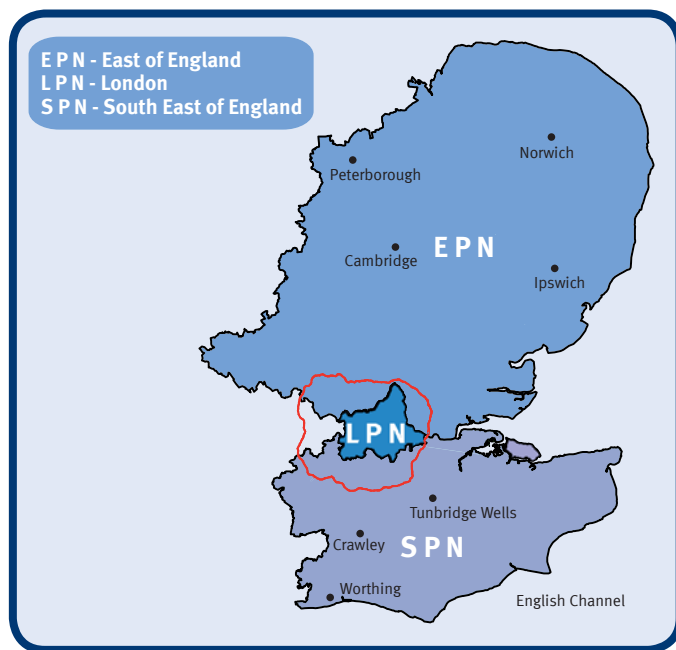 E P N - East of England
L P N - London
S P N - South East of England
Norwich
Peterborough
Cambridge
E P N
Ipswich
L P N
Tunbridge Wells
Crawley
S P N
Worthing
English Channel